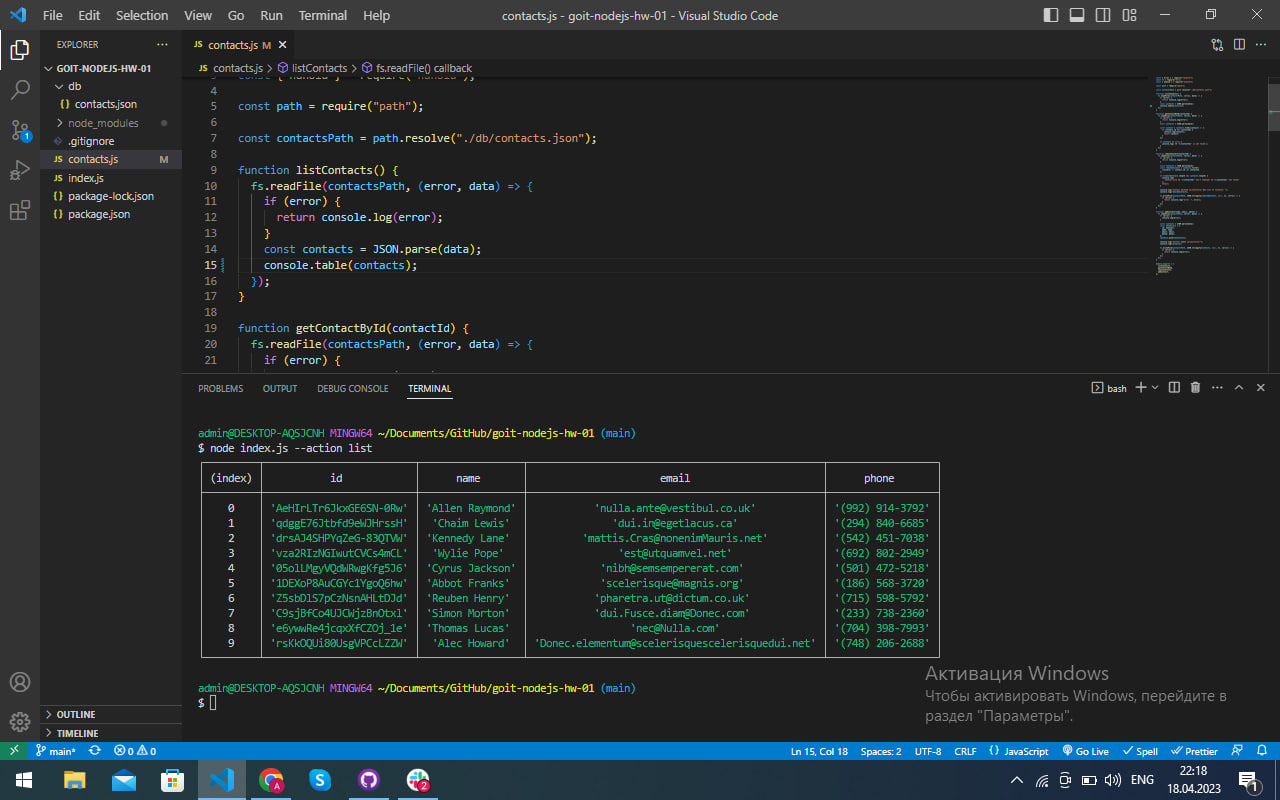 File Edit Selection View Go Run Terminal Help
contacts.js - goit-nodejs-hw-01 - Visual Studio Code
EXPLORER
GOIT-NODEJS-HW-01
db
{} contacts.json
node_modules
.gitignore
JS contacts.js M
JS index.js
{} package-lock.json
{} package.json
OUTLINE
TIMELINE
1
JS contacts.js M
JS contacts.js > listContacts > fs.readFile() callback
4
5 const path = require("path");
6
7 const contactsPath = path.resolve("./db/contacts.json");
8
9 function listContacts() {
10 fs.readFile(contactsPath, (error, data) => {
11 if (error) {
12 return console.log(error);
13 }
14 const contacts = JSON.parse(data);
15 console.table(contacts);
16 });
17 }
18
19 function getContactById(contactId) {
20 fs.readFile(contactsPath, (error, data) => {
21 if (error) {
PROBLEMS OUTPUT DEBUG CONSOLE TERMINAL
bash
admin@DESKTOP-AQSJCNH MINGW64 ~/Documents/GitHub/goit-nodejs-hw-01 (main)
$ node index.js --action list
(index) id name email phone
0 'AeHIrLTr6JkxGE6SN-0Rw' 'Allen Raymond' 'nulla.ante@vestibul.co.uk' '(992) 914-3792'
1 'qdggE76Jtbfd9eWJHrssH' 'Chaim Lewis' 'dui.in@egetlacus.ca' '(294) 840-6685'
2 'drsAJ4SHPYqZeG-83QTVW' 'Kennedy Lane' 'mattis.Cras@nonenimMauris.net' '(542) 451-7038'
3 'vza2RIzNGIwutCVCs4mCL' 'Wylie Pope' 'est@utquamvel.net' '(692) 802-2949'
4 '05olLMgyVQdWRwgKfg5J6' 'Cyrus Jackson' 'nibh@semsempererat.com' '(501) 472-5218'
5 '1DEXoP8AuCGYc1YgoQ6hw' 'Abbot Franks' 'scelerisque@magnis.org' '(186) 568-3720'
6 'Z5sbDlS7pCzNsnAHLtDJd' 'Reuben Henry' 'pharetra.ut@dictum.co.uk' '(715) 598-5792'
7 'C9sjBfCo4UJCWjzBnOtxl' 'Simon Morton' 'dui.Fusce.diam@Donec.com' '(233) 738-2360'
8 'e6ywwRe4jcqxXfCZOj_1e' 'Thomas Lucas' 'nec@Nulla.com' '(704) 398-7993'
9 'rsKkOQUi80UsgVPCcLZZW' 'Alec Howard' 'Donec.elementum@scelerisquescelerisquedui.net' '(748) 206-2688'
admin@DESKTOP-AQSJCNH MINGW64 ~/Documents/GitHub/goit-nodejs-hw-01 (main)
$
Активация Windows
Чтобы активировать Windows, перейдите в
раздел "Параметры".
main* 0 0 Ln 15, Col 18 Spaces: 2 UTF-8 CRLF {} JavaScript Go Live Spell Prettier
A 2 ENG 22:18 1
18.04.2023